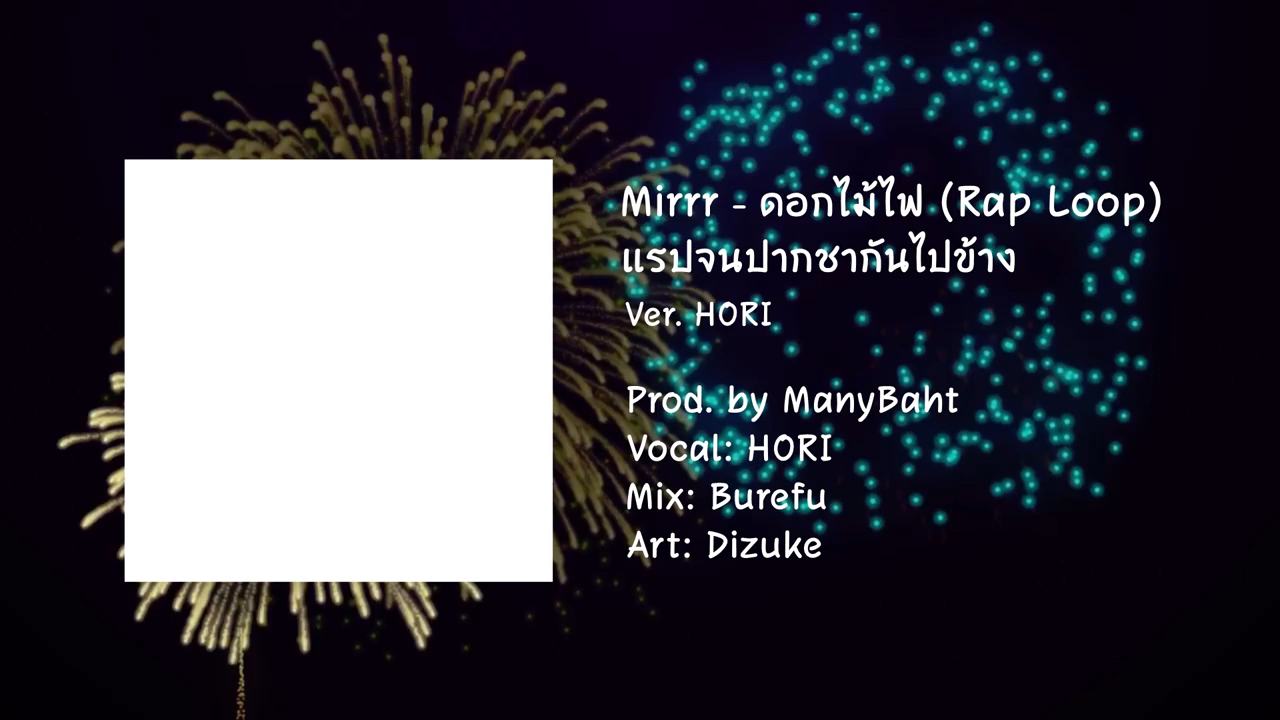 Mirrr - ดอกไม้ไฟ (Rap Loop)
แรปจนปากชากันไปข้าง
Ver. HORI
Prod. by ManyBaht
Vocal: HORI
Mix: Burefu
Art: Dizuke